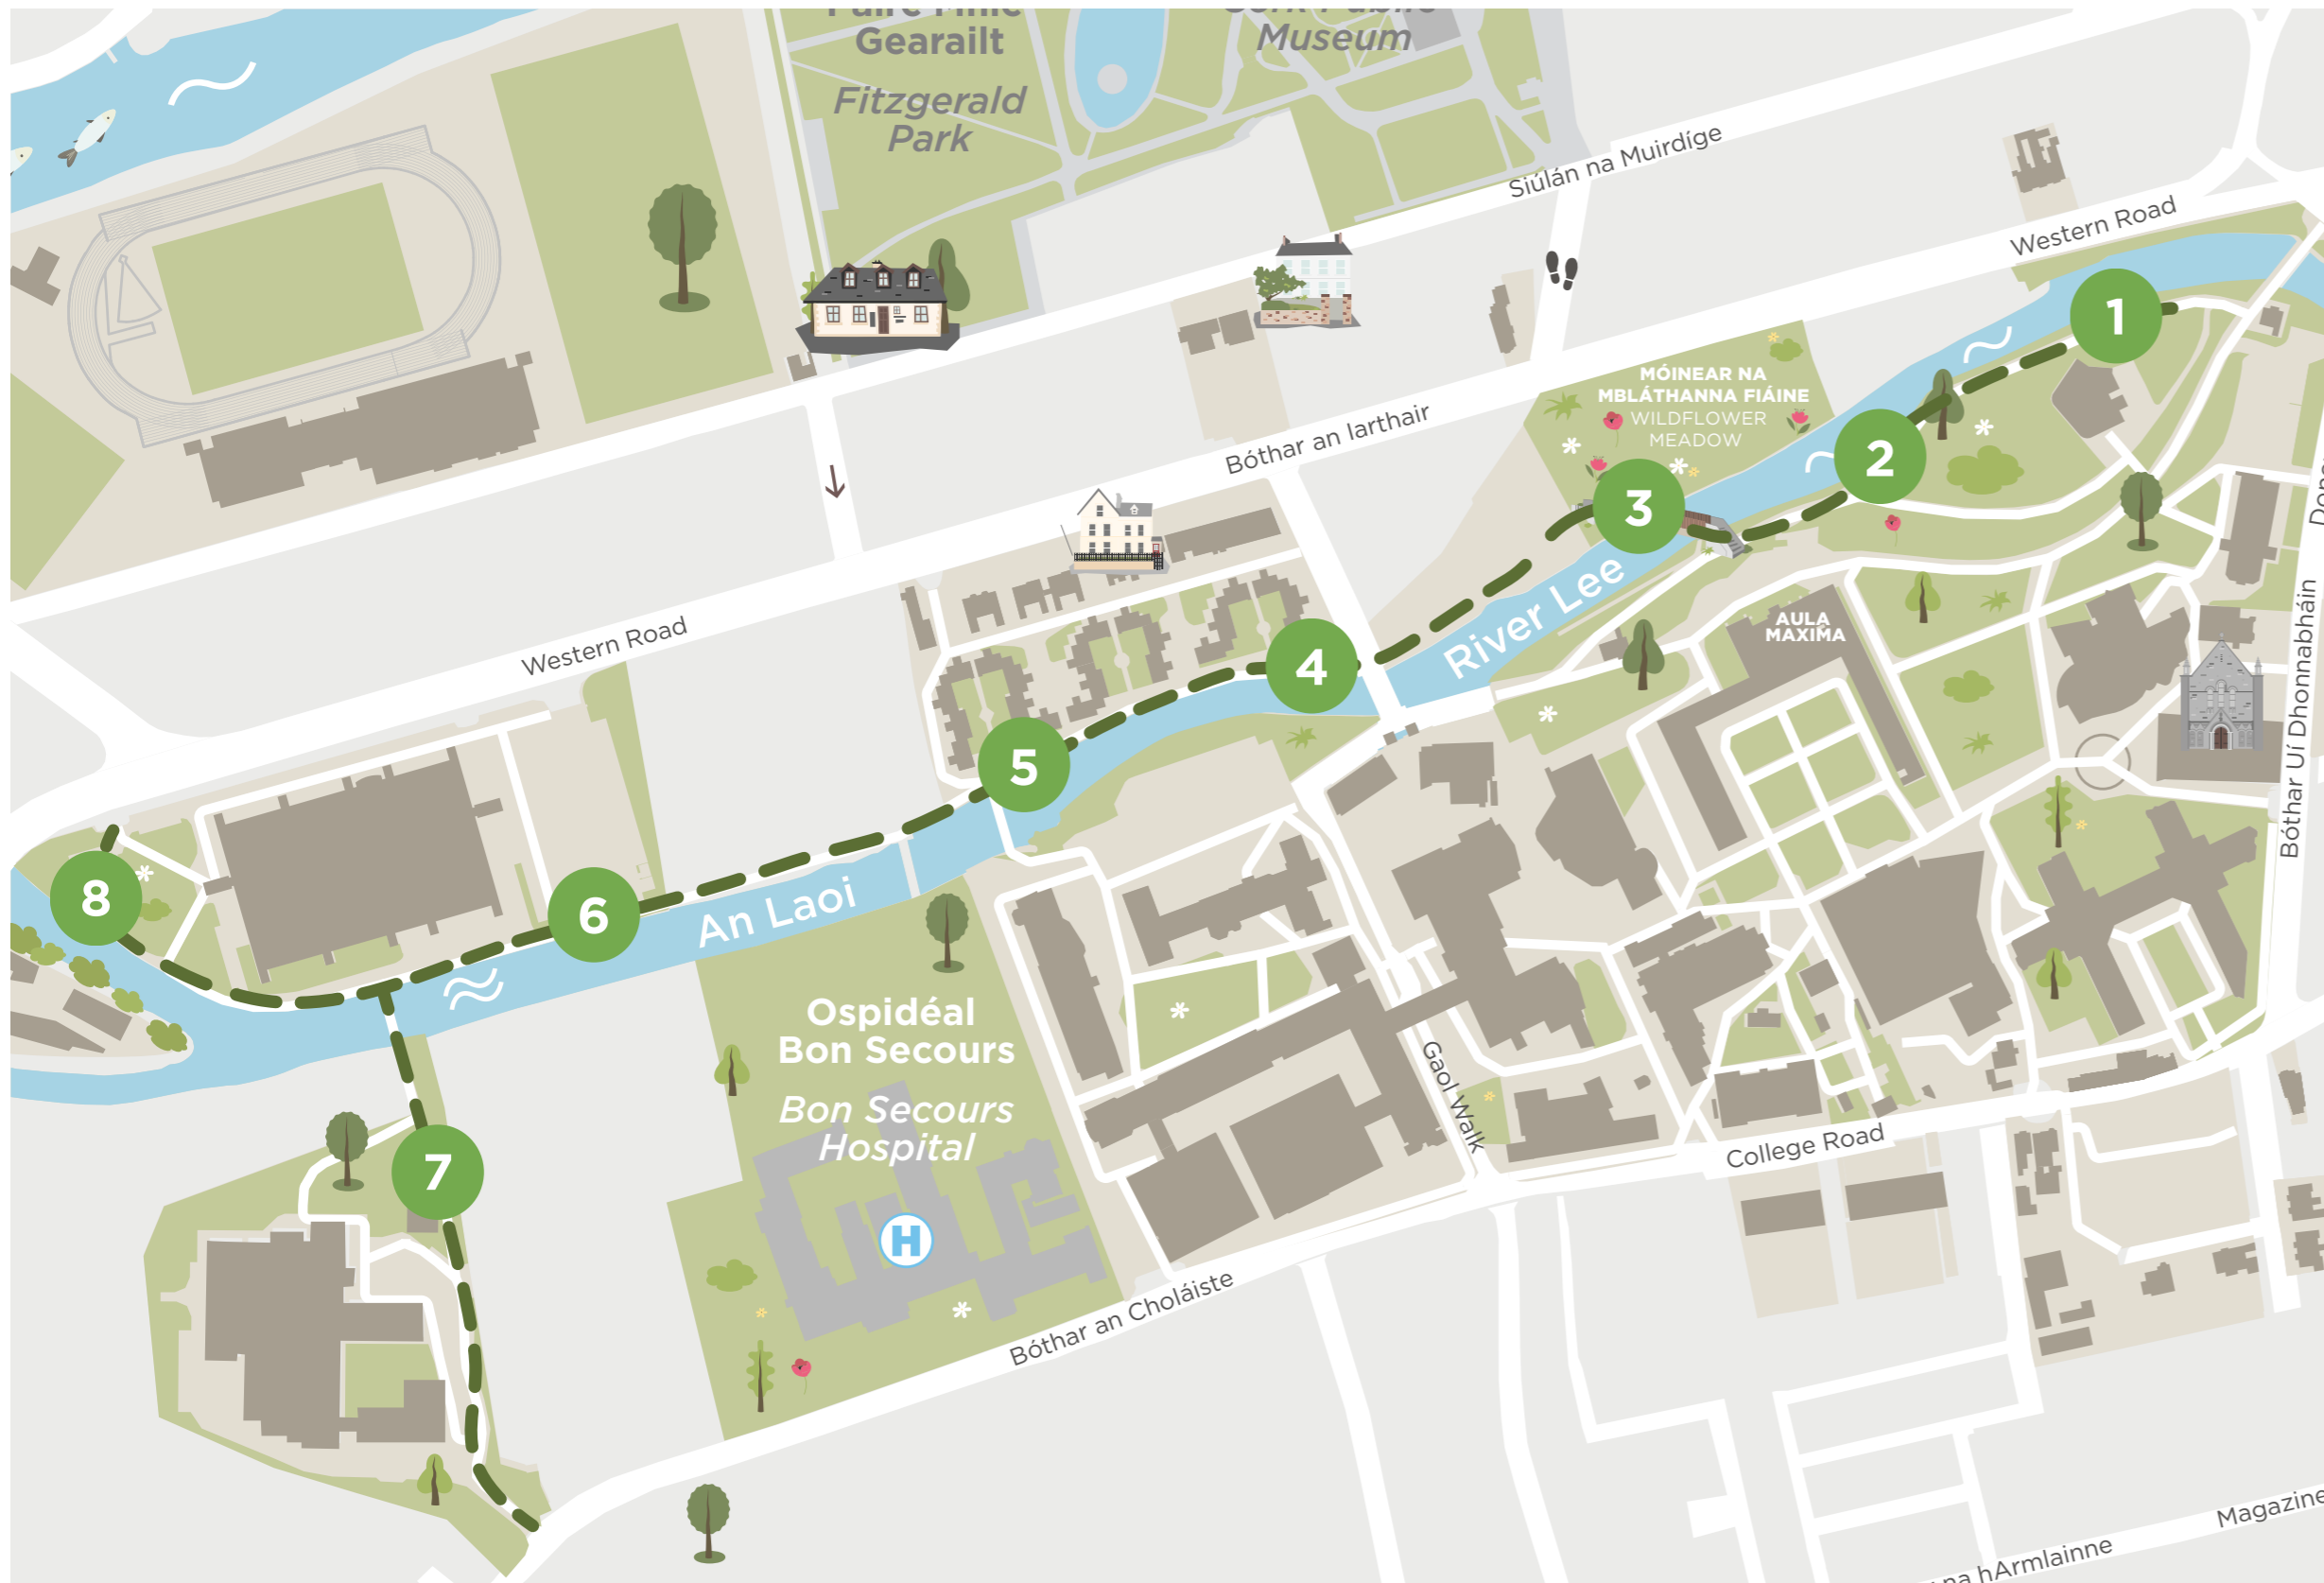 Gearailt
Fitzgerald
Park
Museum
Siúlán na Muirdíge
Western Road
1
MÓINEAR NA
MBLÁTHANNA FIÁINE
WILDFLOWER
MEADOW
2
3
Bóthar an Iarthair
River Lee
4
AULA
MAXIMA
Western Road
5
Bóthar Uí Dhonnabháin
6
An Laoi
8
Ospidéal
Bon Secours
Bon Secours
Hospital
H
7
Gaol Walk
College Road
Bóthar an Choláiste
Magazine
na hArmlainne